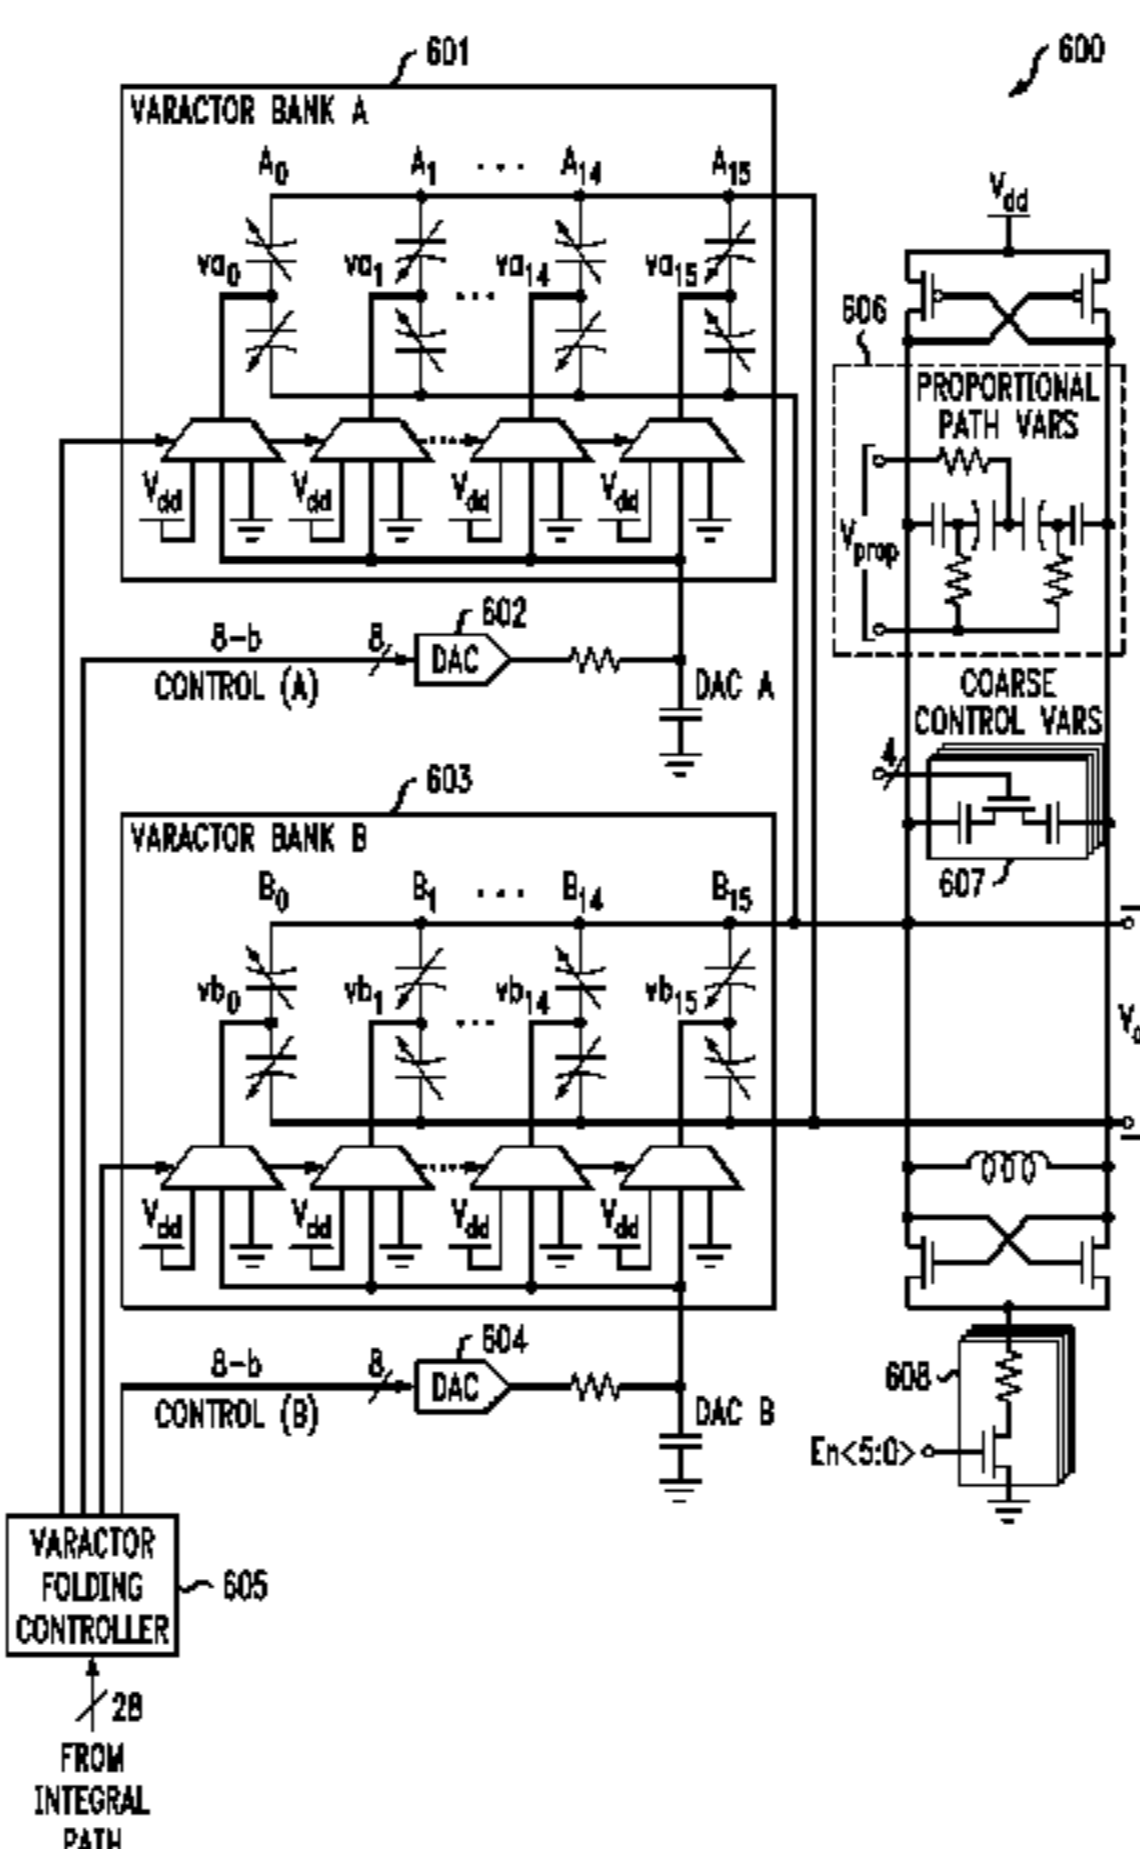 601
600
VARACTOR BANK A
A0 A1 ... A14 A15
Vdd
va0 va1 ... va14 va15
606
PROPORTIONAL
PATH VARS
Vdd Vdd Vdd Vdd
Vprop
602
8-b
8
DAC
CONTROL (A)
DAC A
COARSE
CONTROL VARS
4
603
VARACTOR BANK B
607
B0 B1 ... B14 B15
vb0 vb1 ... vb14 vb15
Vdd Vdd Vdd Vdd
604
8-b
8
DAC
CONTROL (B)
DAC B
608
En<5:0>
VARACTOR
FOLDING
CONTROLLER
605
28
FROM
INTEGRAL
PATH